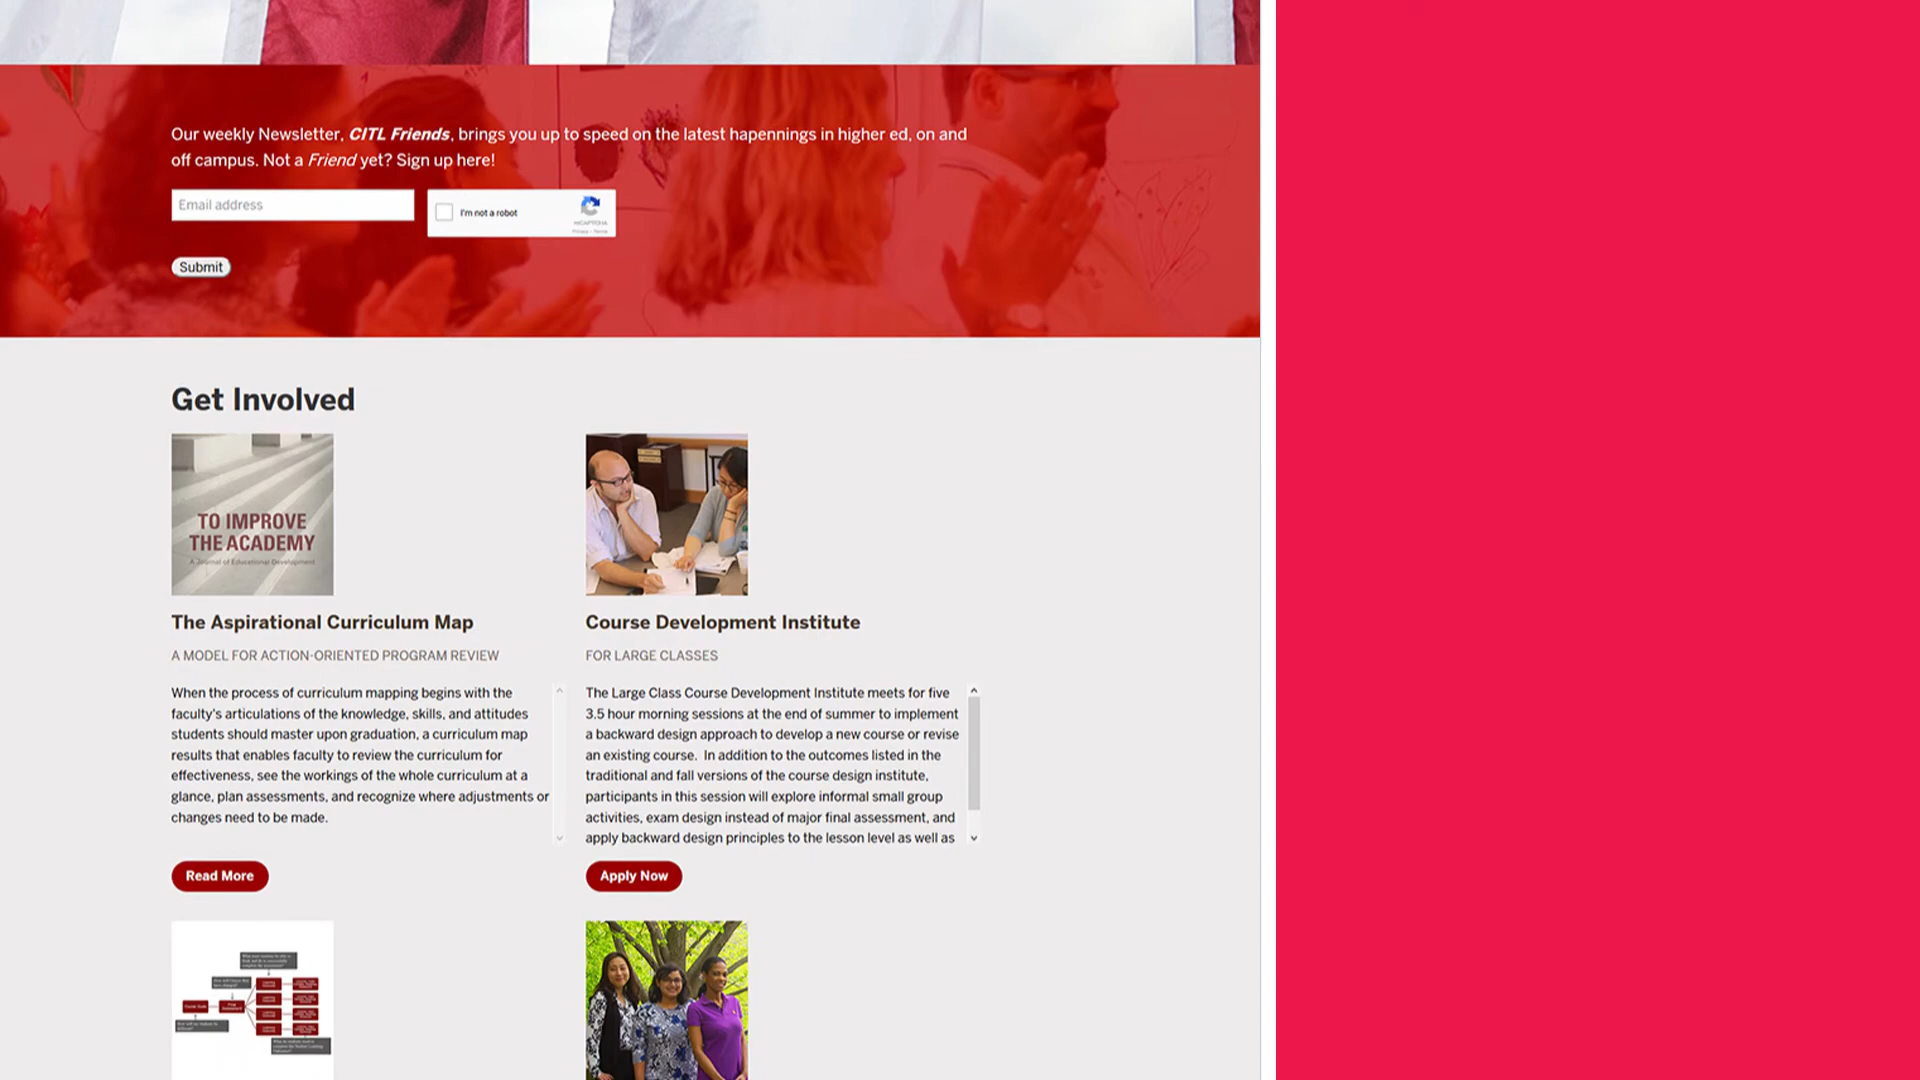 Our weekly Newsletter, CITL Friends, brings you up to speed on the latest hapennings in higher ed, on and
off campus. Not a Friend yet? Sign up here!
Email address
I'm not a robot
reCAPTCHA
Privacy - Terms
Submit
Get Involved
TO IMPROVE
THE ACADEMY
A Journal of Educational Development
The Aspirational Curriculum Map
A MODEL FOR ACTION-ORIENTED PROGRAM REVIEW
When the process of curriculum mapping begins with the
faculty's articulations of the knowledge, skills, and attitudes
students should master upon graduation, a curriculum map
results that enables faculty to review the curriculum for
effectiveness, see the workings of the whole curriculum at a
glance, plan assessments, and recognize where adjustments or
changes need to be made.
Read More
Course Development Institute
FOR LARGE CLASSES
The Large Class Course Development Institute meets for five
3.5 hour morning sessions at the end of summer to implement
a backward design approach to develop a new course or revise
an existing course.  In addition to the outcomes listed in the
traditional and fall versions of the course design institute,
participants in this session will explore informal small group
activities, exam design instead of major final assessment, and
apply backward design principles to the lesson level as well as
Apply Now